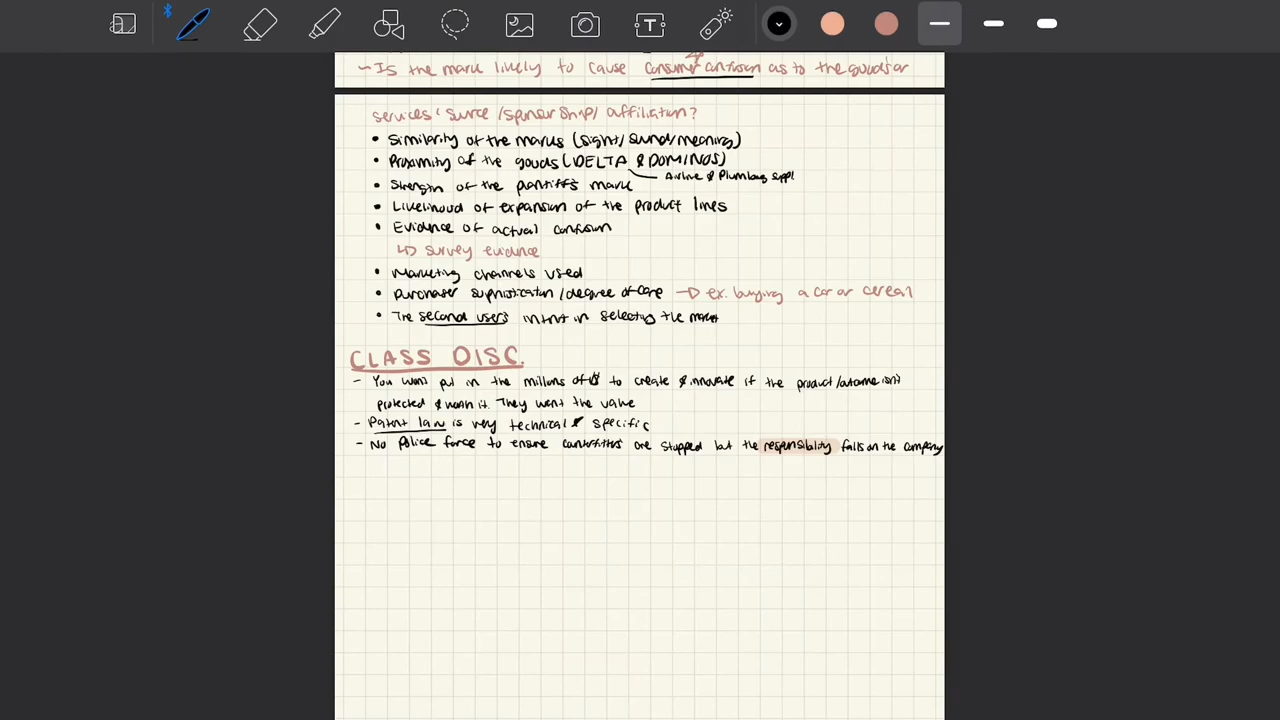 ~ Is the mark likely to cause consumer confusion as to the goods or
services' source /sponsorship/ affiliation?
• Similarity of the marks (sight/ sound/meaning)
• Proximity of the goods (DELTA & DOMINOS)
Airline & Plumbing suppl
• Strength of the plantiff's mark
• Likelihood of expansion of the product lines
• Evidence of actual confusion
↳ survey evidence
• Marketing channels used
• Purchaser sophistication /degree of care → ex. buying a car or cereal
• The second users intent in selecting the
CLASS DISC.
- You won't put in the millions of $ to create & innovate if the product/outcome isn't
protected & worth it. They want the value
- Patent law is very technical & specific
- No police force to ensure are stopped but the responsibility falls on the company